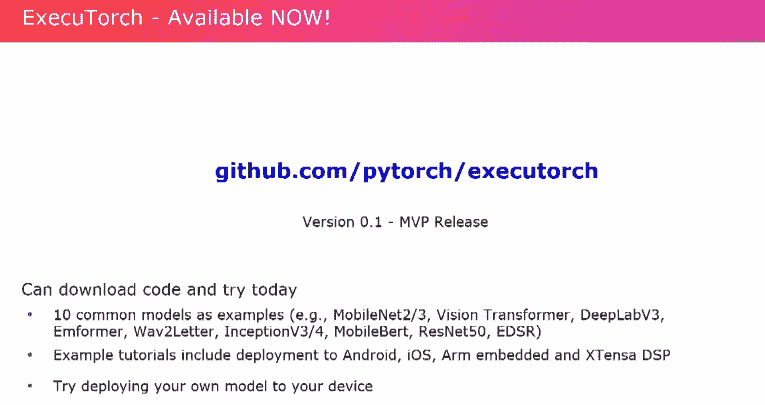 ExecuTorch - Available NOW!
github.com/pytorch/executorch
Version 0.1 - MVP Release
Can download code and try today
• 10 common models as examples (e.g., MobileNet2/3, Vision Transformer, DeepLabV3,
Emformer, Wav2Letter, InceptionV3/4, MobileBert, ResNet50, EDSR)
• Example tutorials include deployment to Android, iOS, Arm embedded and XTensa DSP
• Try deploying your own model to your device